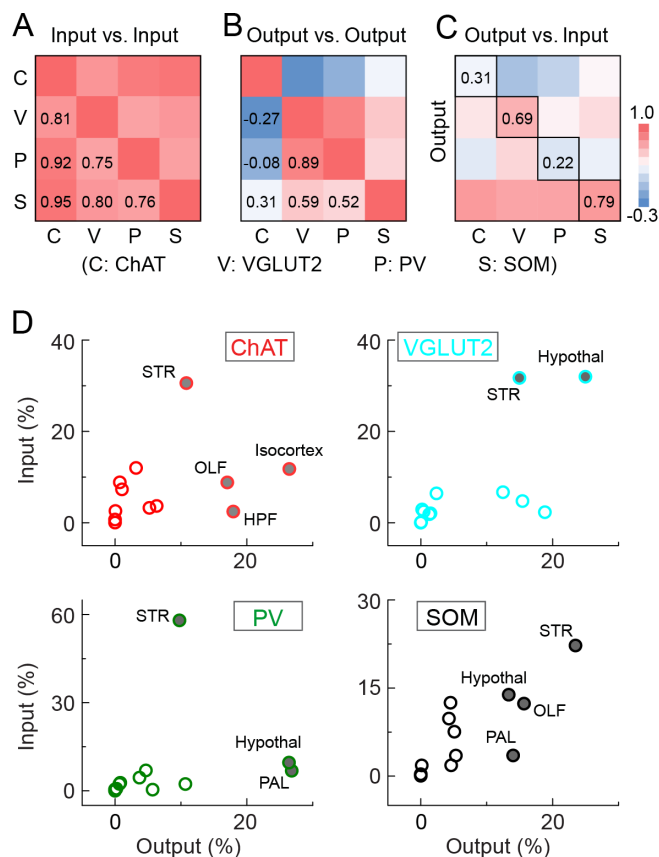 A Input vs. Input
B Output vs. Output
C Output vs. Input
C
V 0.81
P 0.92 0.75
S 0.95 0.80 0.76
C V P S
-0.27
-0.08 0.89
0.31 0.59 0.52
C V P S
Output
0.31
0.69
0.22
0.79
C V P S
1.0
-0.3
(C: ChAT V: VGLUT2 P: PV S: SOM)
D
ChAT
Input (%)
40
20
0
0 20
STR
OLF
Isocortex
HPF
VGLUT2
40
20
0
0 20
Hypothal
STR
PV
Input (%)
60
30
0
0 20
Output (%)
STR
Hypothal
PAL
SOM
30
15
0
0 20
Output (%)
STR
Hypothal
OLF
PAL